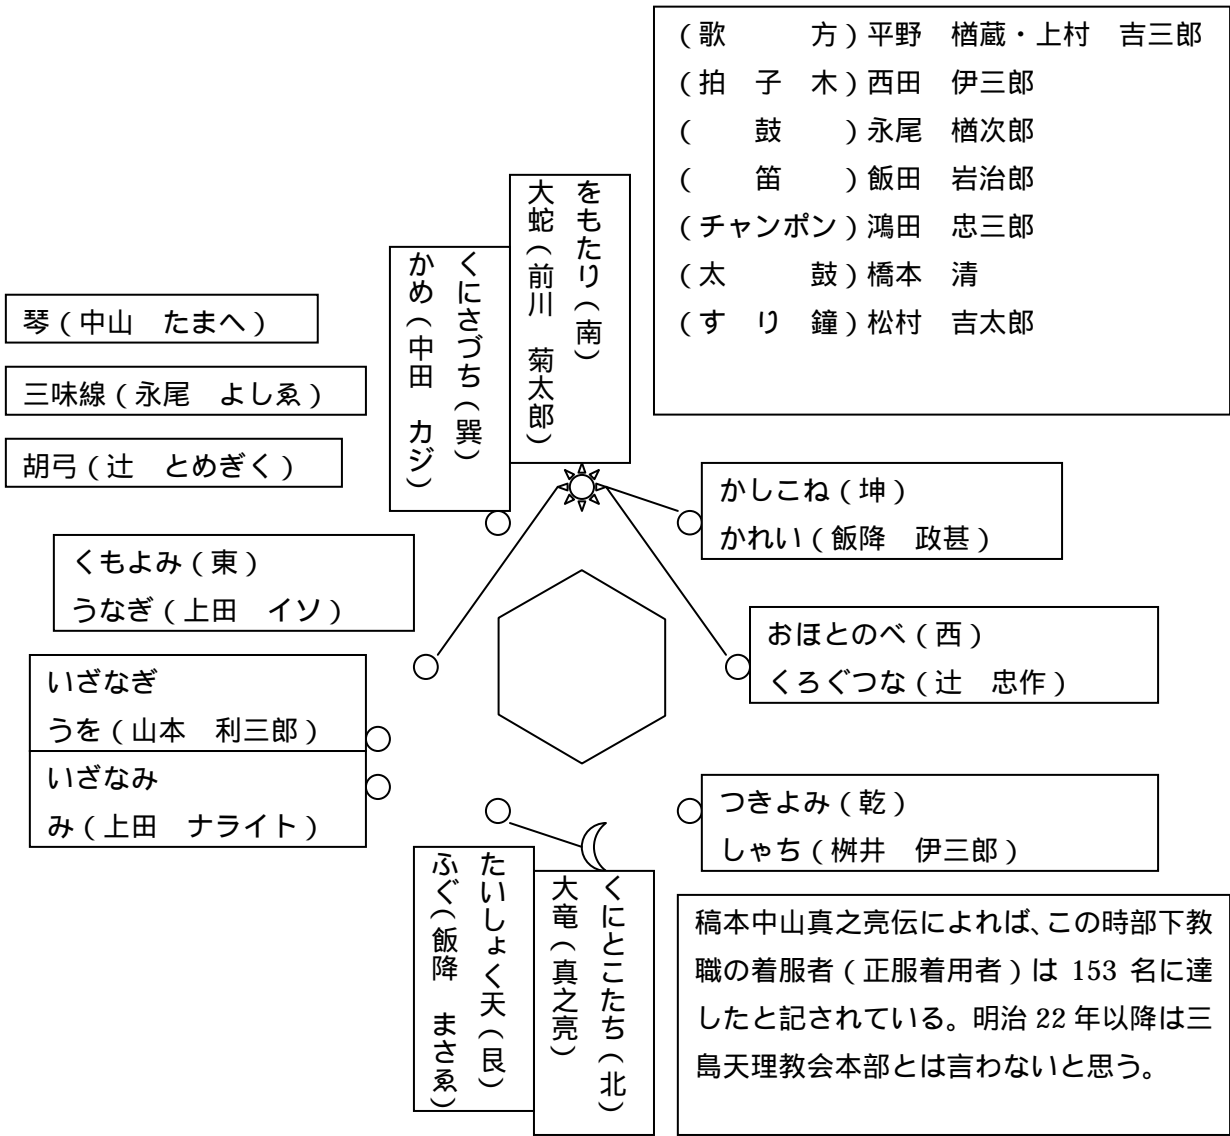 (歌　　　方)平野　楢蔵・上村　吉三郎
(拍　子　木)西田　伊三郎
(　　鼓　　)永尾　楢次郎
(　　笛　　)飯田　岩治郎
(チャンポン)鴻田　忠三郎
(太　　　鼓)橋本　清
(す　り　鐘)松村　吉太郎
をもたり(南)
大蛇(前川　菊太郎)
くにさづち(巽)
かめ(中田　カジ)
琴(中山　たまへ)
三味線(永尾　よしゑ)
胡弓(辻　とめぎく)
かしこね(坤)
かれい(飯降　政甚)
くもよみ(東)
うなぎ(上田　イソ)
おほとのべ(西)
くろぐつな(辻　忠作)
いざなぎ
うを(山本　利三郎)
いざなみ
み(上田　ナライト)
つきよみ(乾)
しゃち(桝井　伊三郎)
たいしょく天(艮)
ふぐ(飯降　まさゑ)
くにとこたち(北)
大竜(真之亮)
稿本中山真之亮伝によれば、この時部下教
職の着服者(正服着用者)は 153 名に達
したと記されている。明治 22 年以降は三
島天理教会本部とは言わないと思う。